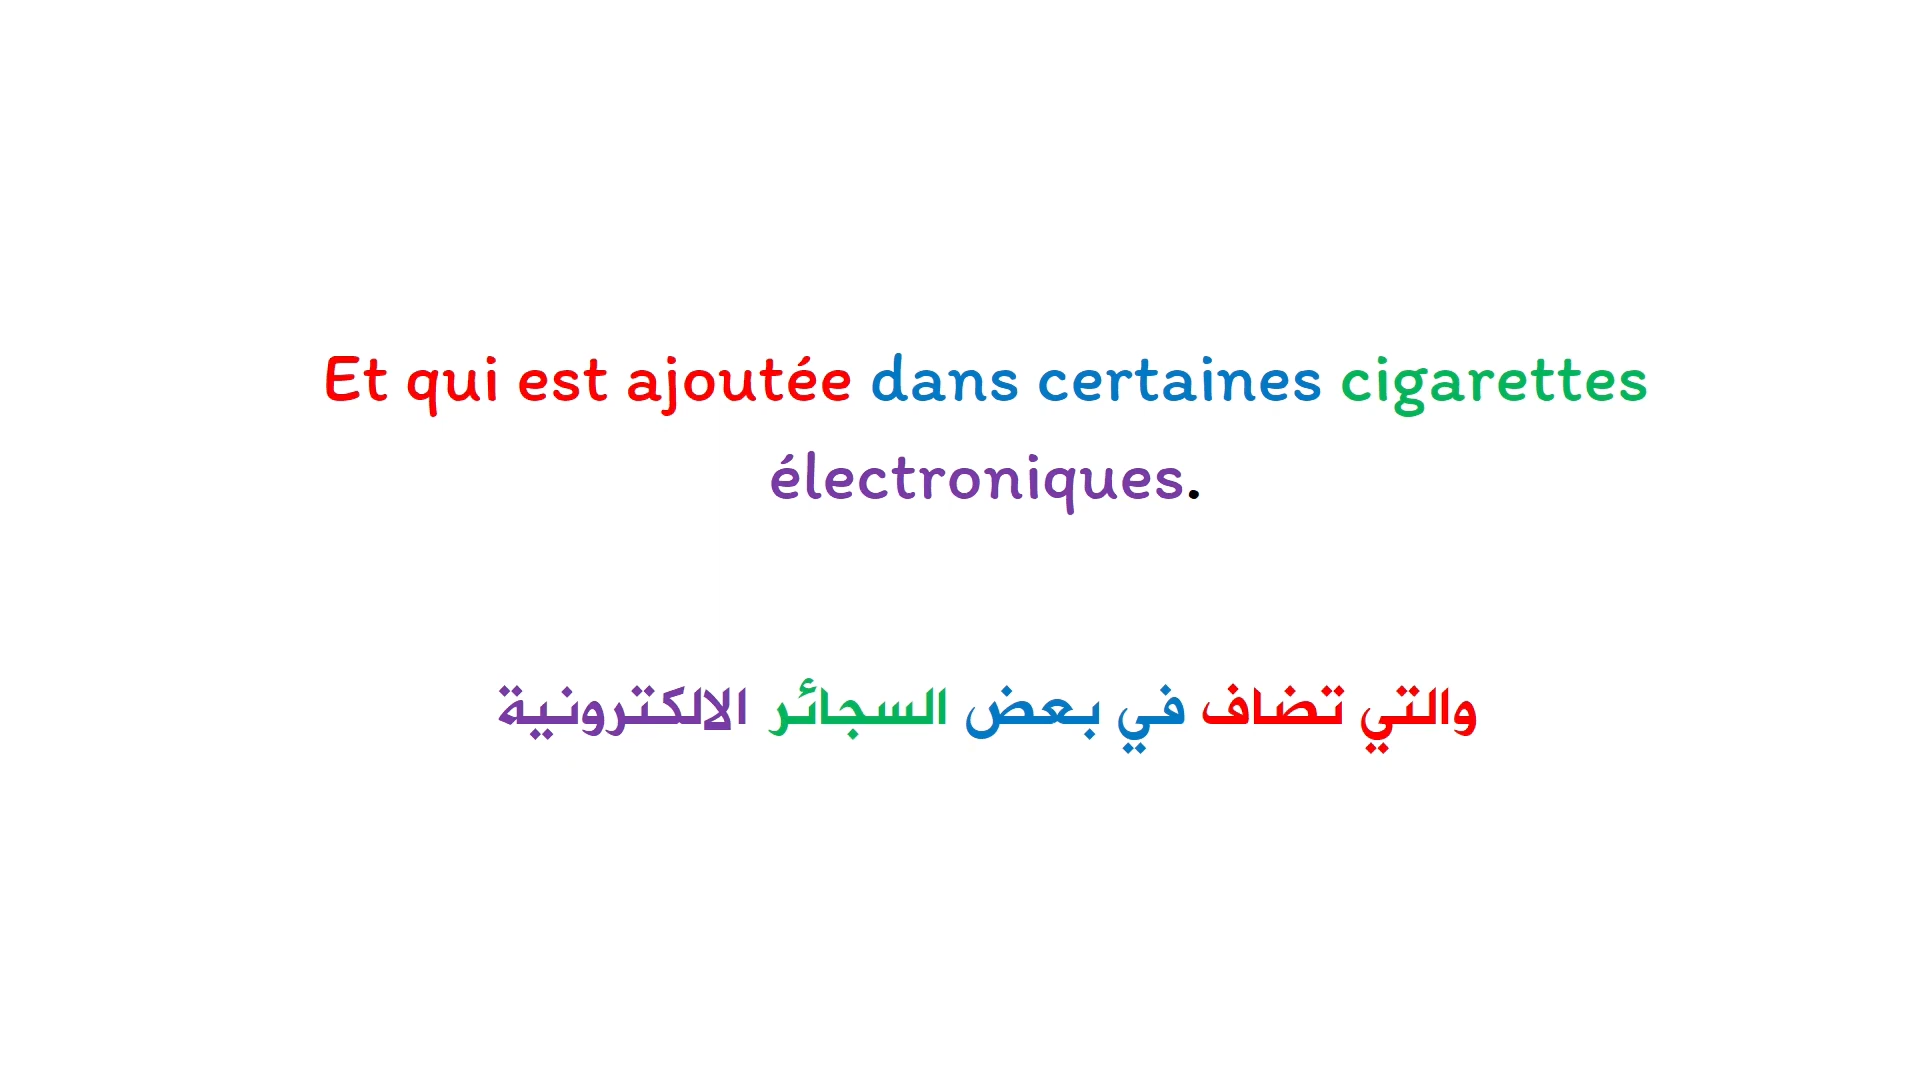 Et qui est ajoutée dans certaines cigarettes
électroniques.
والتي تضاف في بعض السجائر الالكترونية